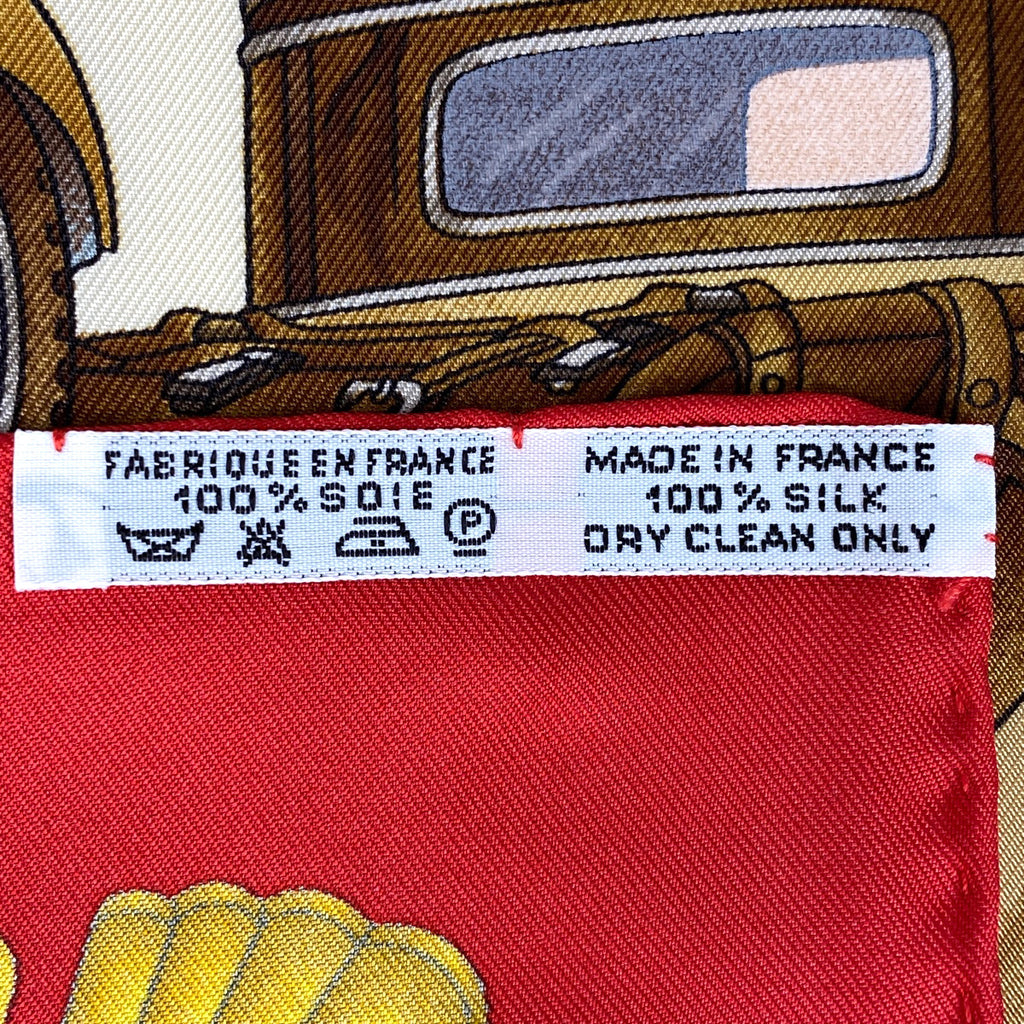 FABRIQUE EN FRANCE
100% SOIE
P
MADE IN FRANCE
100% SILK
DRY CLEAN ONLY